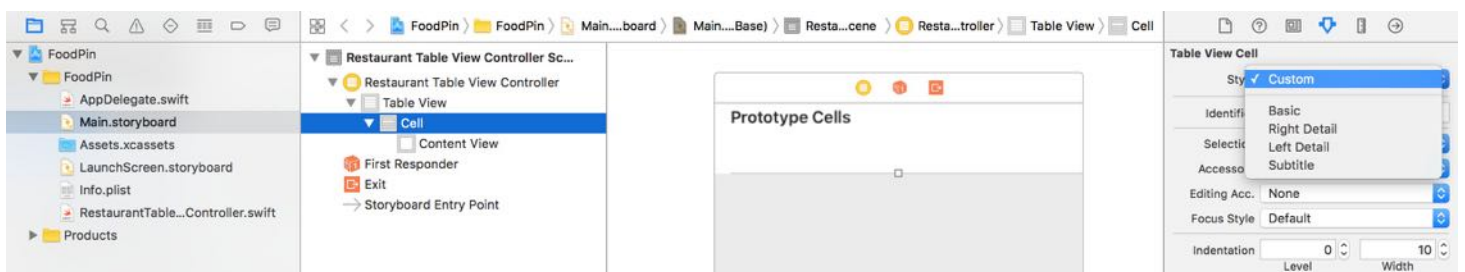 FoodPin 〉 FoodPin 〉 Main....board 〉 Main....Base) 〉 Resta...cene 〉 Resta...troller 〉 Table View 〉 Cell
FoodPin
FoodPin
AppDelegate.swift
Main.storyboard
Assets.xcassets
LaunchScreen.storyboard
Info.plist
RestaurantTable...Controller.swift
Products
Restaurant Table View Controller Sc...
Restaurant Table View Controller
Table View
Cell
Content View
First Responder
Exit
Storyboard Entry Point
Prototype Cells
Table View Cell
Sty ✓ Custom
Identifi
Basic
Right Detail
Selectio
Left Detail
Accesso
Subtitle
Editing Acc. None
Focus Style Default
Indentation 0 10
Level Width